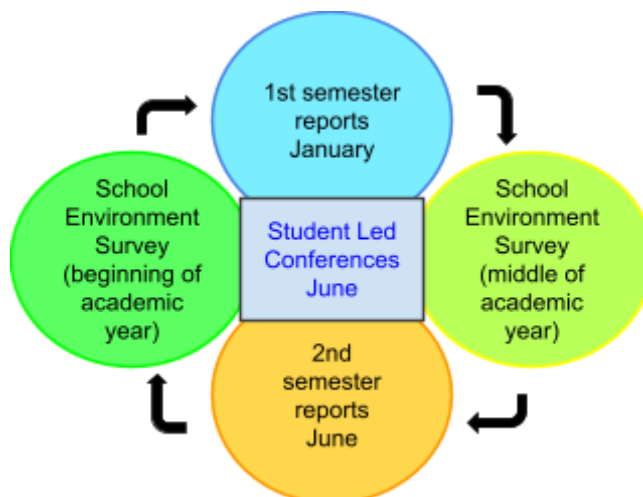 1st semester
reports
January
School
Environment
Survey
(beginning of
academic
year)
Student Led
Conferences
June
School
Environment
Survey
(middle of
academic
year)
2nd
semester
reports
June